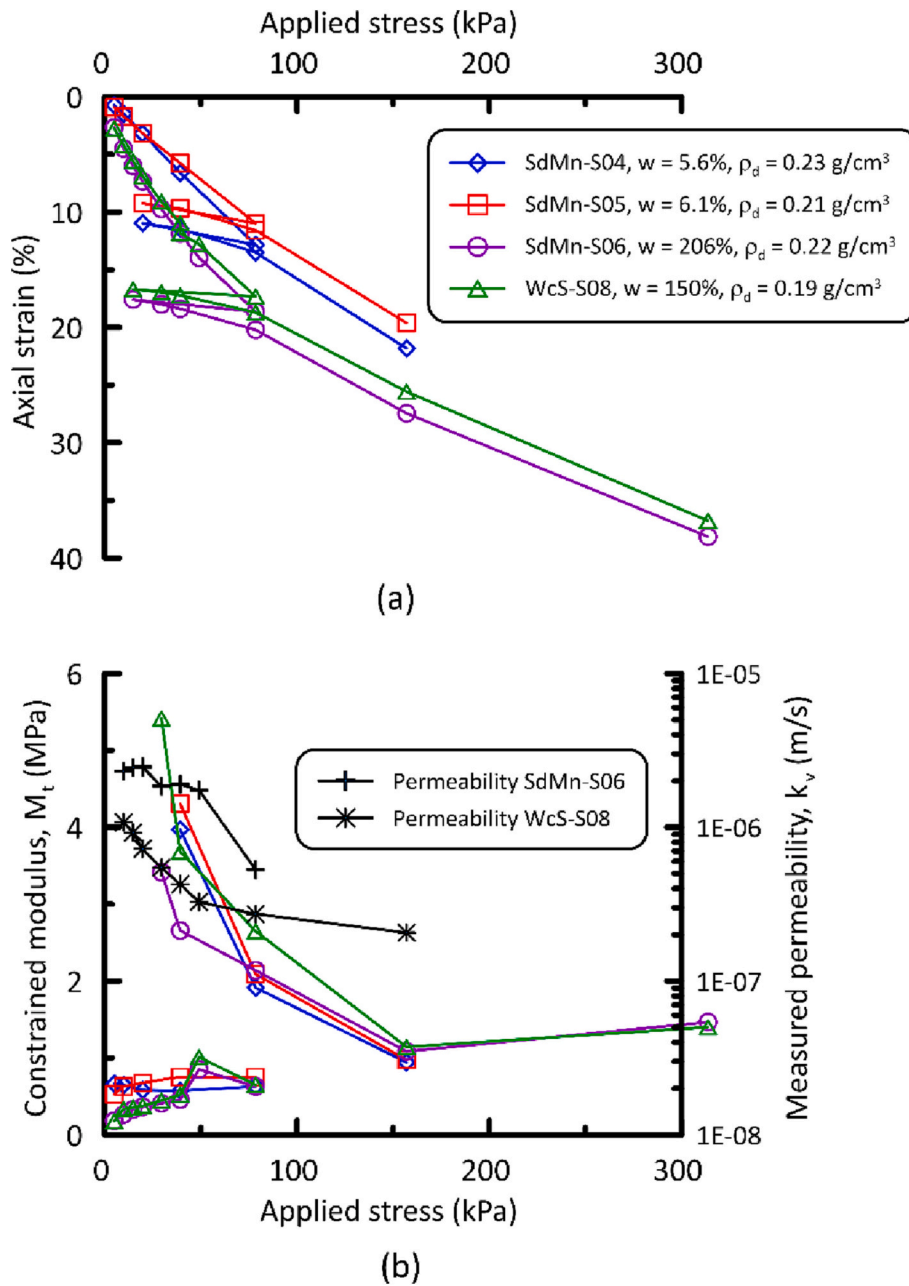 Applied stress (kPa)
0 100 200 300
0
10
20
30
40
Axial strain (%)
SdMn-S04, w = 5.6%, ρd = 0.23 g/cm³
SdMn-S05, w = 6.1%, ρd = 0.21 g/cm³
SdMn-S06, w = 206%, ρd = 0.22 g/cm³
WcS-S08, w = 150%, ρd = 0.19 g/cm³
(a)
6
4
2
0
Constrained modulus, Mt (MPa)
Permeability SdMn-S06
Permeability WcS-S08
1E-05
1E-06
1E-07
1E-08
Measured permeability, kv (m/s)
0 100 200 300
Applied stress (kPa)
(b)